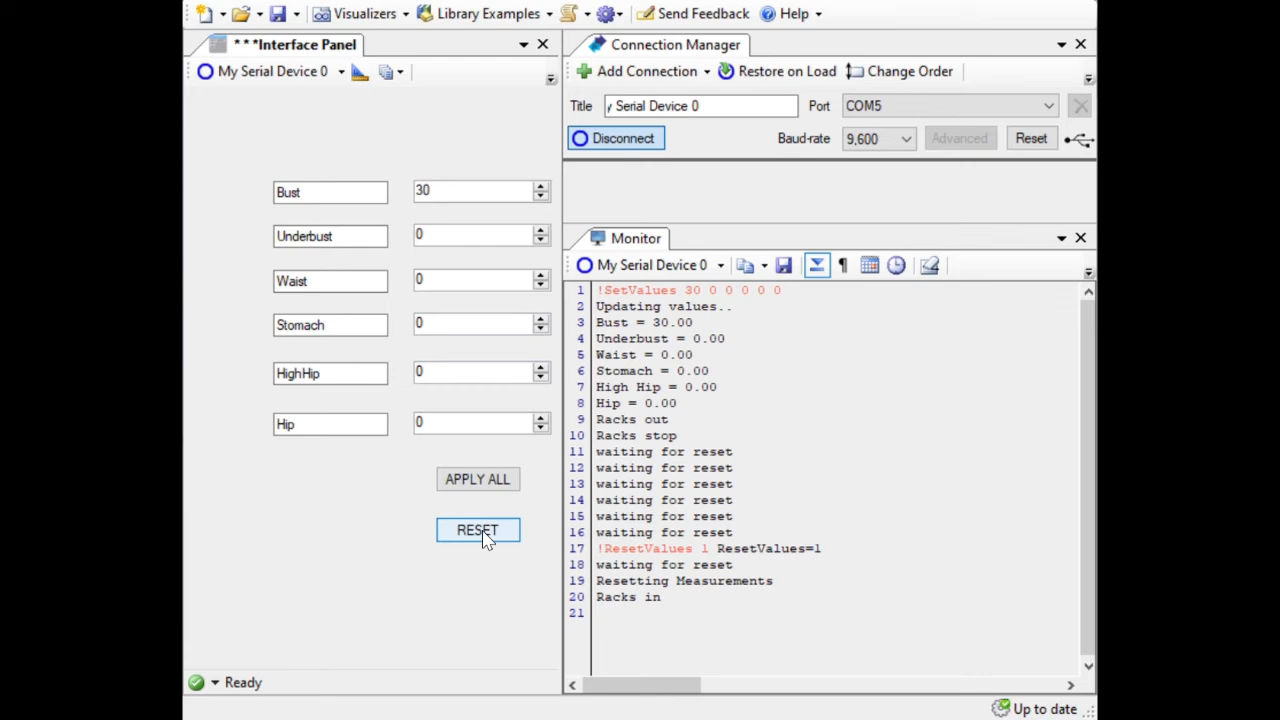 Visualizers Library Examples Send Feedback Help
* * *Interface Panel
My Serial Device 0
Bust 30
Underbust 0
Waist 0
Stomach 0
HighHip 0
Hip 0
APPLY ALL
RESET
Ready
Connection Manager
Add Connection Restore on Load Change Order
Title y Serial Device 0 Port COM5
Disconnect Baud-rate 9,600 Advanced Reset
Monitor
My Serial Device 0
1 !SetValues 30 0 0 0 0 0
2 Updating values..
3 Bust = 30.00
4 Underbust = 0.00
5 Waist = 0.00
6 Stomach = 0.00
7 High Hip = 0.00
8 Hip = 0.00
9 Racks out
10 Racks stop
11 waiting for reset
12 waiting for reset
13 waiting for reset
14 waiting for reset
15 waiting for reset
16 waiting for reset
17 !ResetValues 1 ResetValues=1
18 waiting for reset
19 Resetting Measurements
20 Racks in
21
Up to date